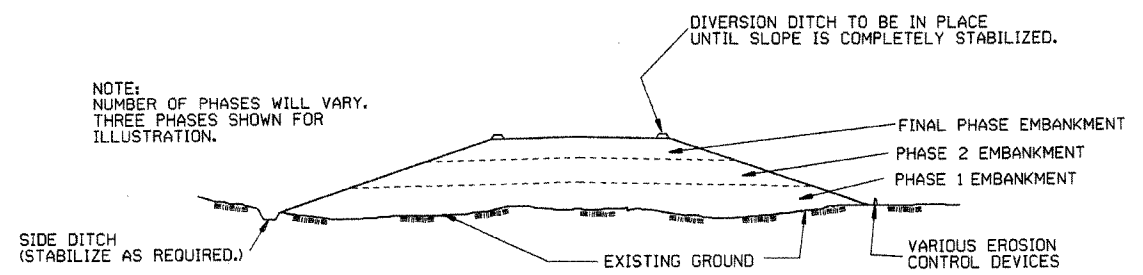 DIVERSION DITCH TO BE IN PLACE
UNTIL SLOPE IS COMPLETELY STABILIZED.
NOTE:
NUMBER OF PHASES WILL VARY.
THREE PHASES SHOWN FOR
ILLUSTRATION.
FINAL PHASE EMBANKMENT
PHASE 2 EMBANKMENT
PHASE 1 EMBANKMENT
SIDE DITCH
(STABILIZE AS REQUIRED.)
EXISTING GROUND
VARIOUS EROSION
CONTROL DEVICES